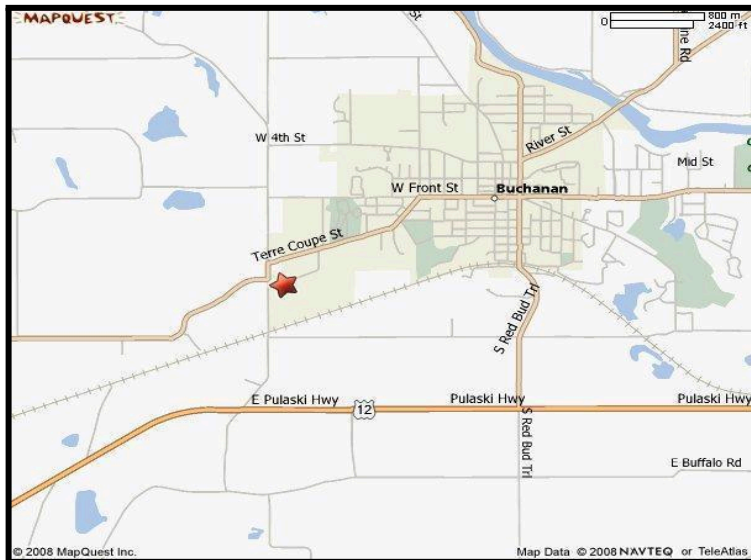 MAPQUEST
0
800 m
2400 ft
W 4th St
River St
Mid St
W Front St
Buchanan
Terre Coupe St
S Red Bud Trl
E Pulaski Hwy
12
Pulaski Hwy
Pulaski Hwy
S Red Bud Trl
E Buffalo Rd
© 2008 MapQuest Inc.
Map Data © 2008 NAVTEQ or TeleAtlas